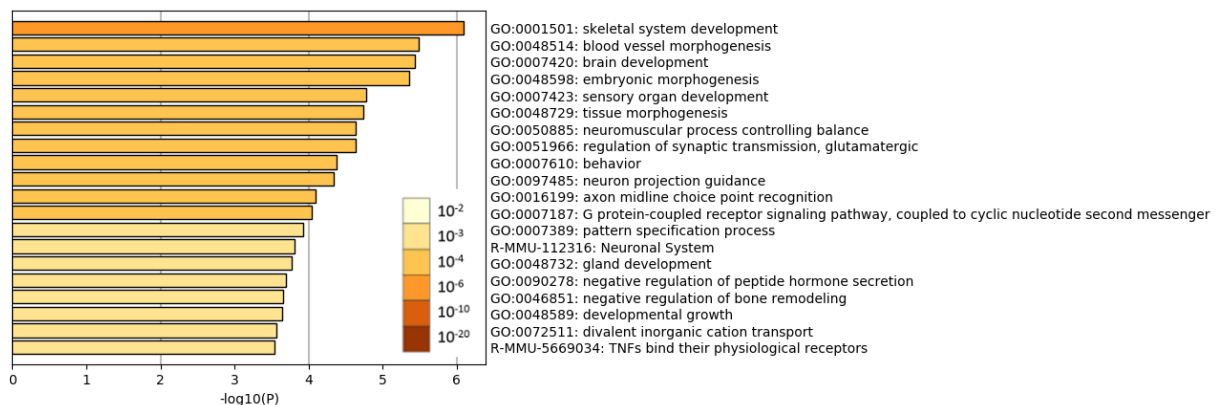 GO:0001501: skeletal system development
GO:0048514: blood vessel morphogenesis
GO:0007420: brain development
GO:0048598: embryonic morphogenesis
GO:0007423: sensory organ development
GO:0048729: tissue morphogenesis
GO:0050885: neuromuscular process controlling balance
GO:0051966: regulation of synaptic transmission, glutamatergic
GO:0007610: behavior
GO:0097485: neuron projection guidance
GO:0016199: axon midline choice point recognition
GO:0007187: G protein-coupled receptor signaling pathway, coupled to cyclic nucleotide second messenger
GO:0007389: pattern specification process
R-MMU-112316: Neuronal System
GO:0048732: gland development
GO:0090278: negative regulation of peptide hormone secretion
GO:0046851: negative regulation of bone remodeling
GO:0048589: developmental growth
GO:0072511: divalent inorganic cation transport
R-MMU-5669034: TNFs bind their physiological receptors
10⁻²
10⁻³
10⁻⁴
10⁻⁶
10⁻¹⁰
10⁻²⁰
0 1 2 3 4 5 6
-log10(P)